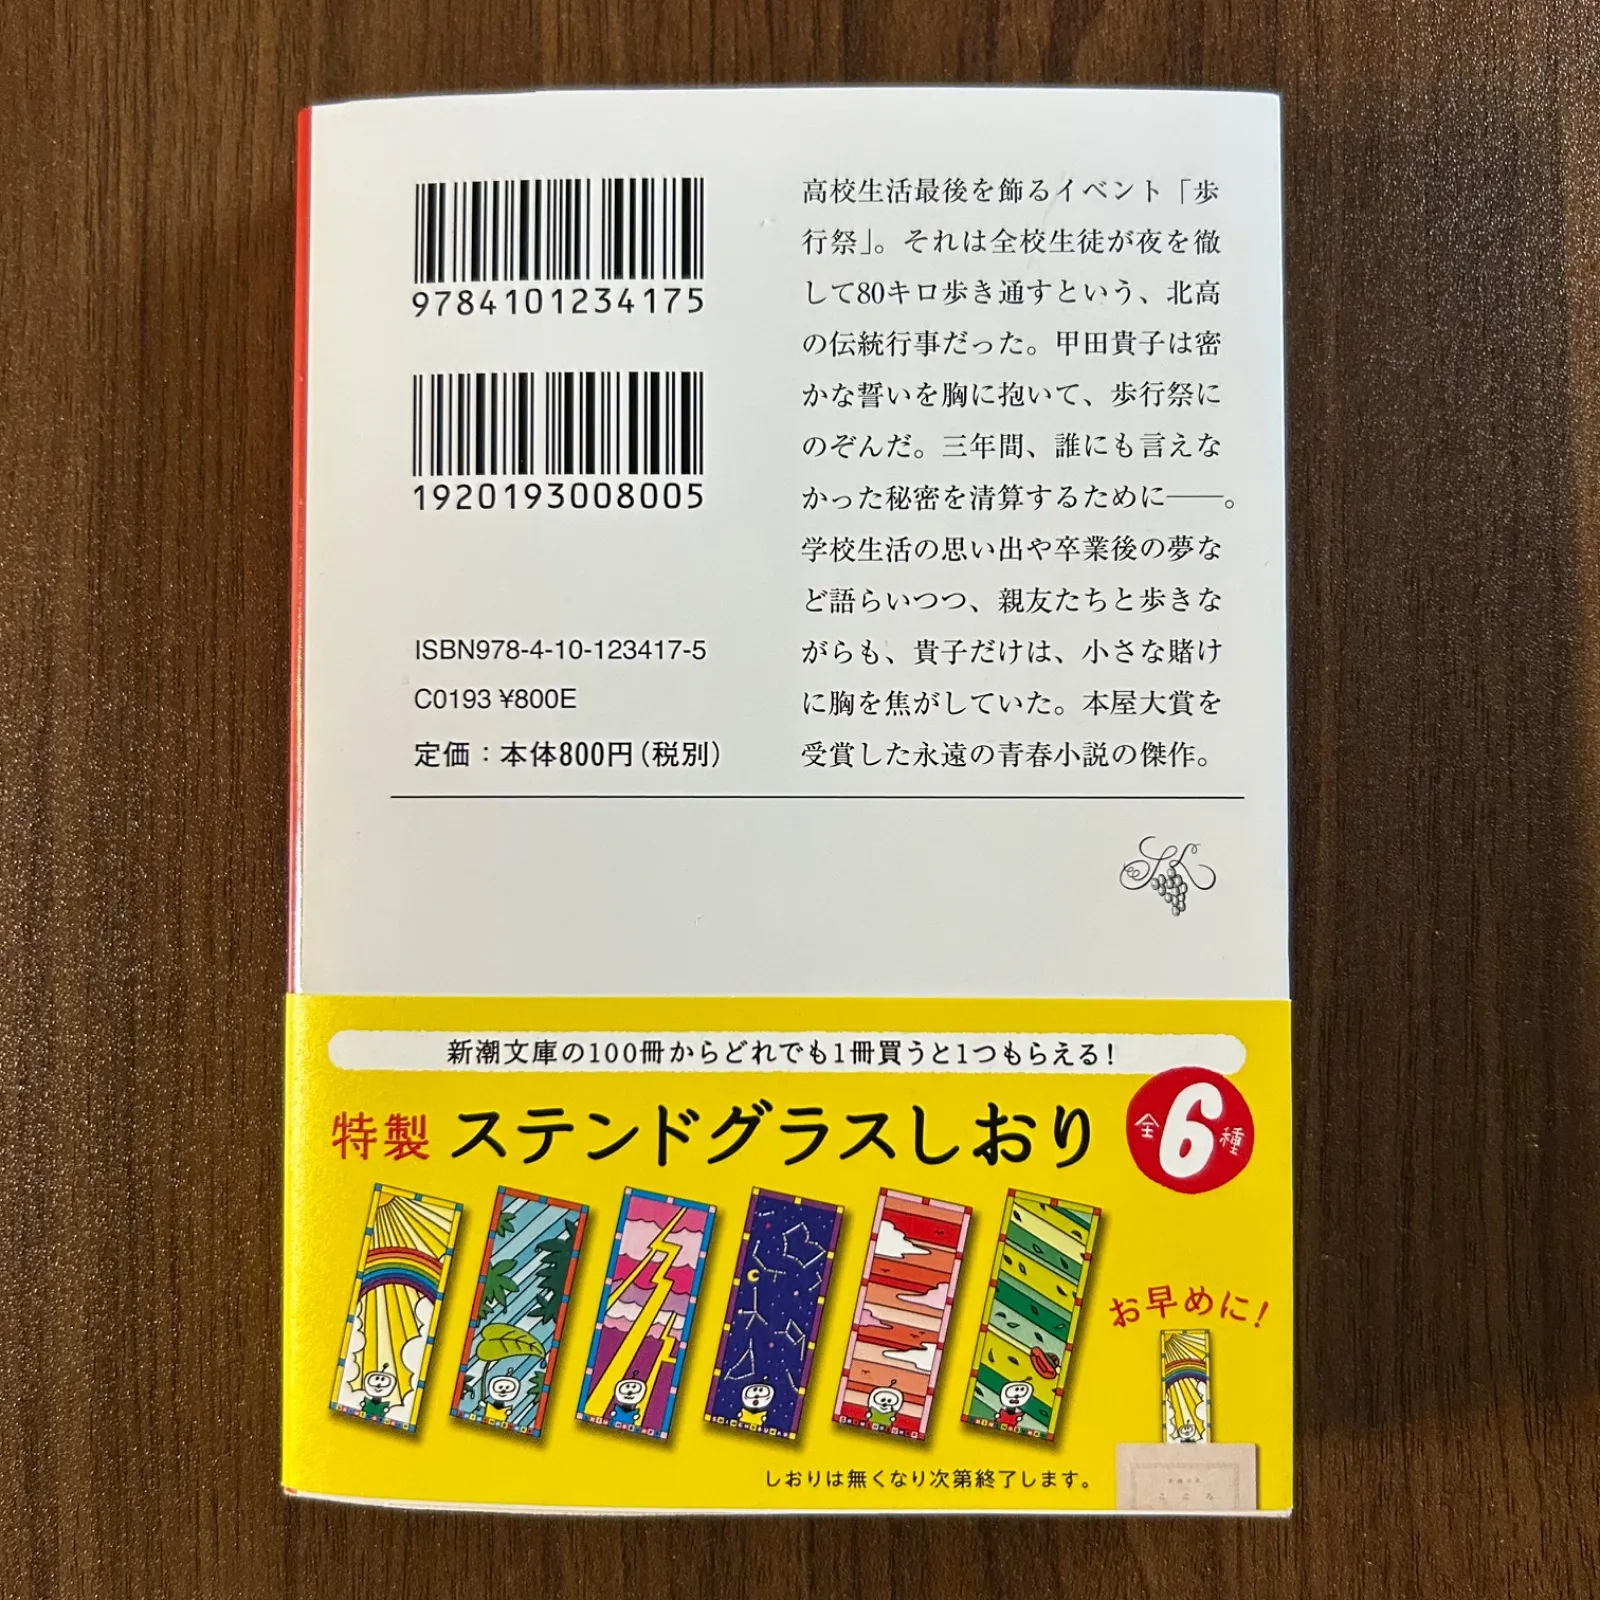 9784101234175
1920193008005
ISBN978-4-10-123417-5
C0193 ¥800E
定価：本体800円（税別）
高校生活最後を飾るイベント「歩
行祭」。それは全校生徒が夜を徹
して80キロ歩き通すという、北高
の伝統行事だった。甲田貴子は密
かな誓いを胸に抱いて、歩行祭に
のぞんだ。三年間、誰にも言えな
かった秘密を清算するために――。
学校生活の思い出や卒業後の夢な
ど語らいつつ、親友たちと歩きな
がらも、貴子だけは、小さな賭け
に胸を焦がしていた。本屋大賞を
受賞した永遠の青春小説の傑作。
新潮文庫の100冊からどれでも1冊買うと1つもらえる！
特製 ステンドグラスしおり
全6種
お早めに！
こころ
しおりは無くなり次第終了します。